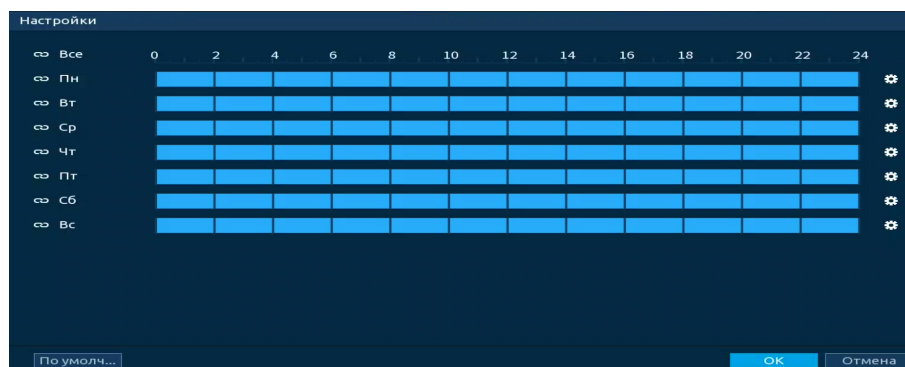 Настройки
Все 0 2 4 6 8 10 12 14 16 18 20 22 24
Пн
Вт
Ср
Чт
Пт
Сб
Вс
По умолч... OK Отмена